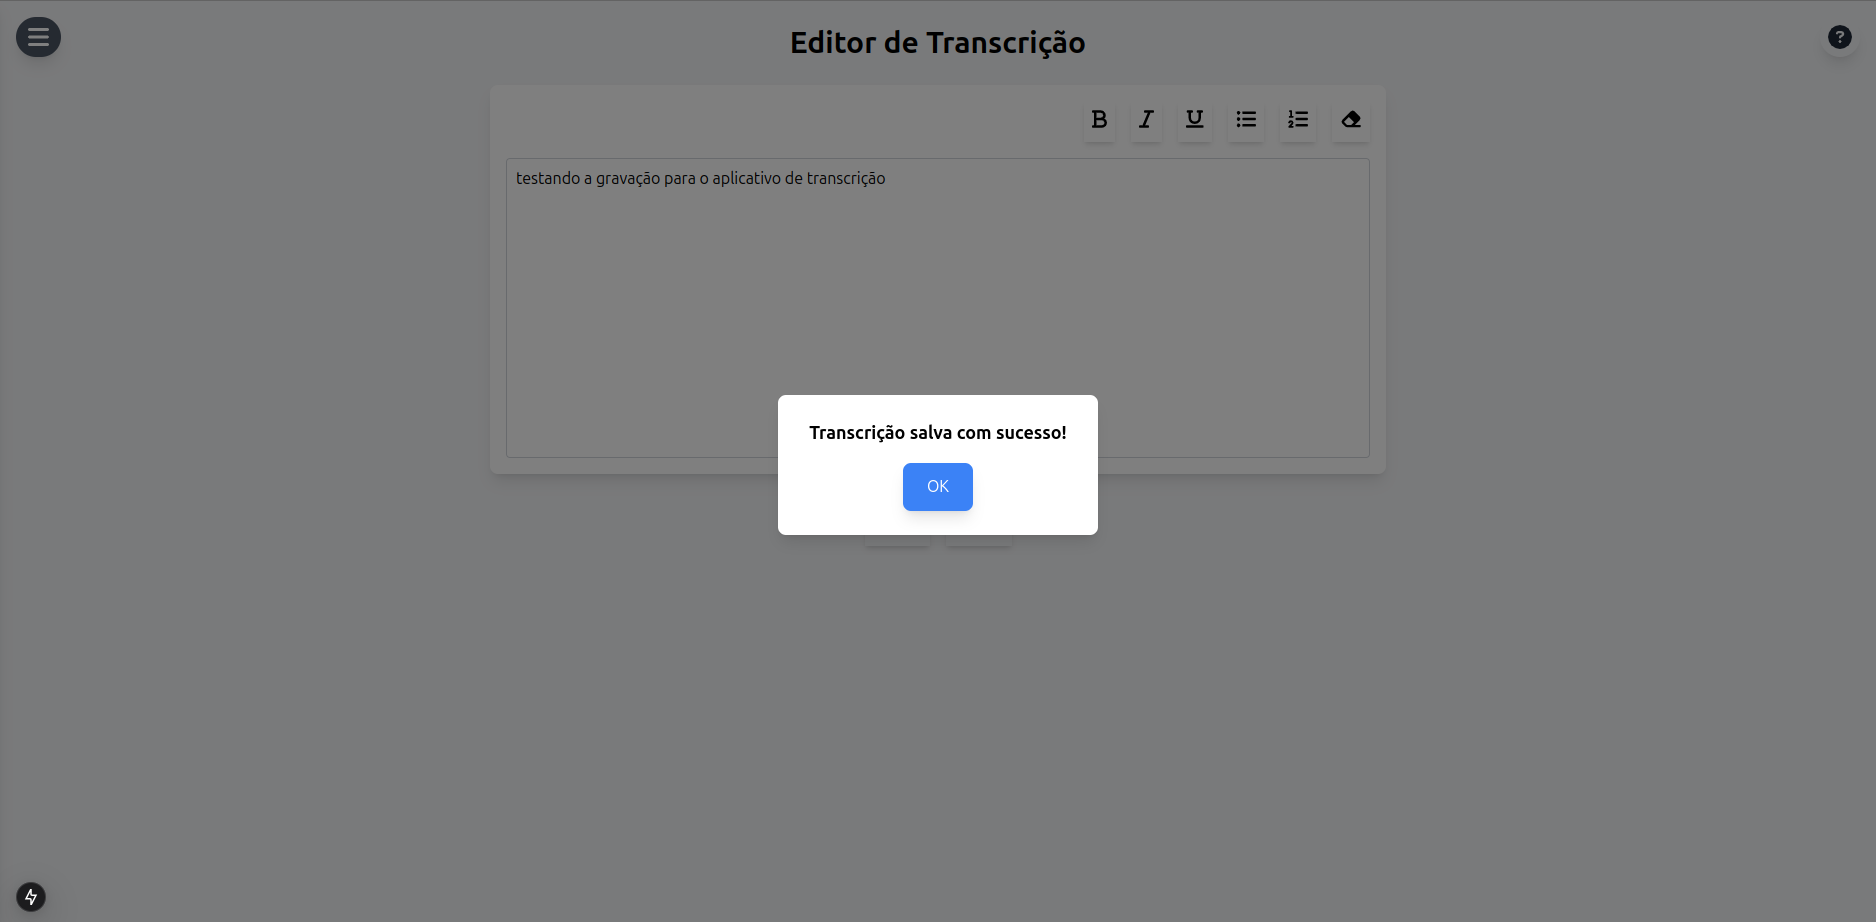 Editor de Transcrição
testando a gravação para o aplicativo de transcrição
Transcrição salva com sucesso!
OK